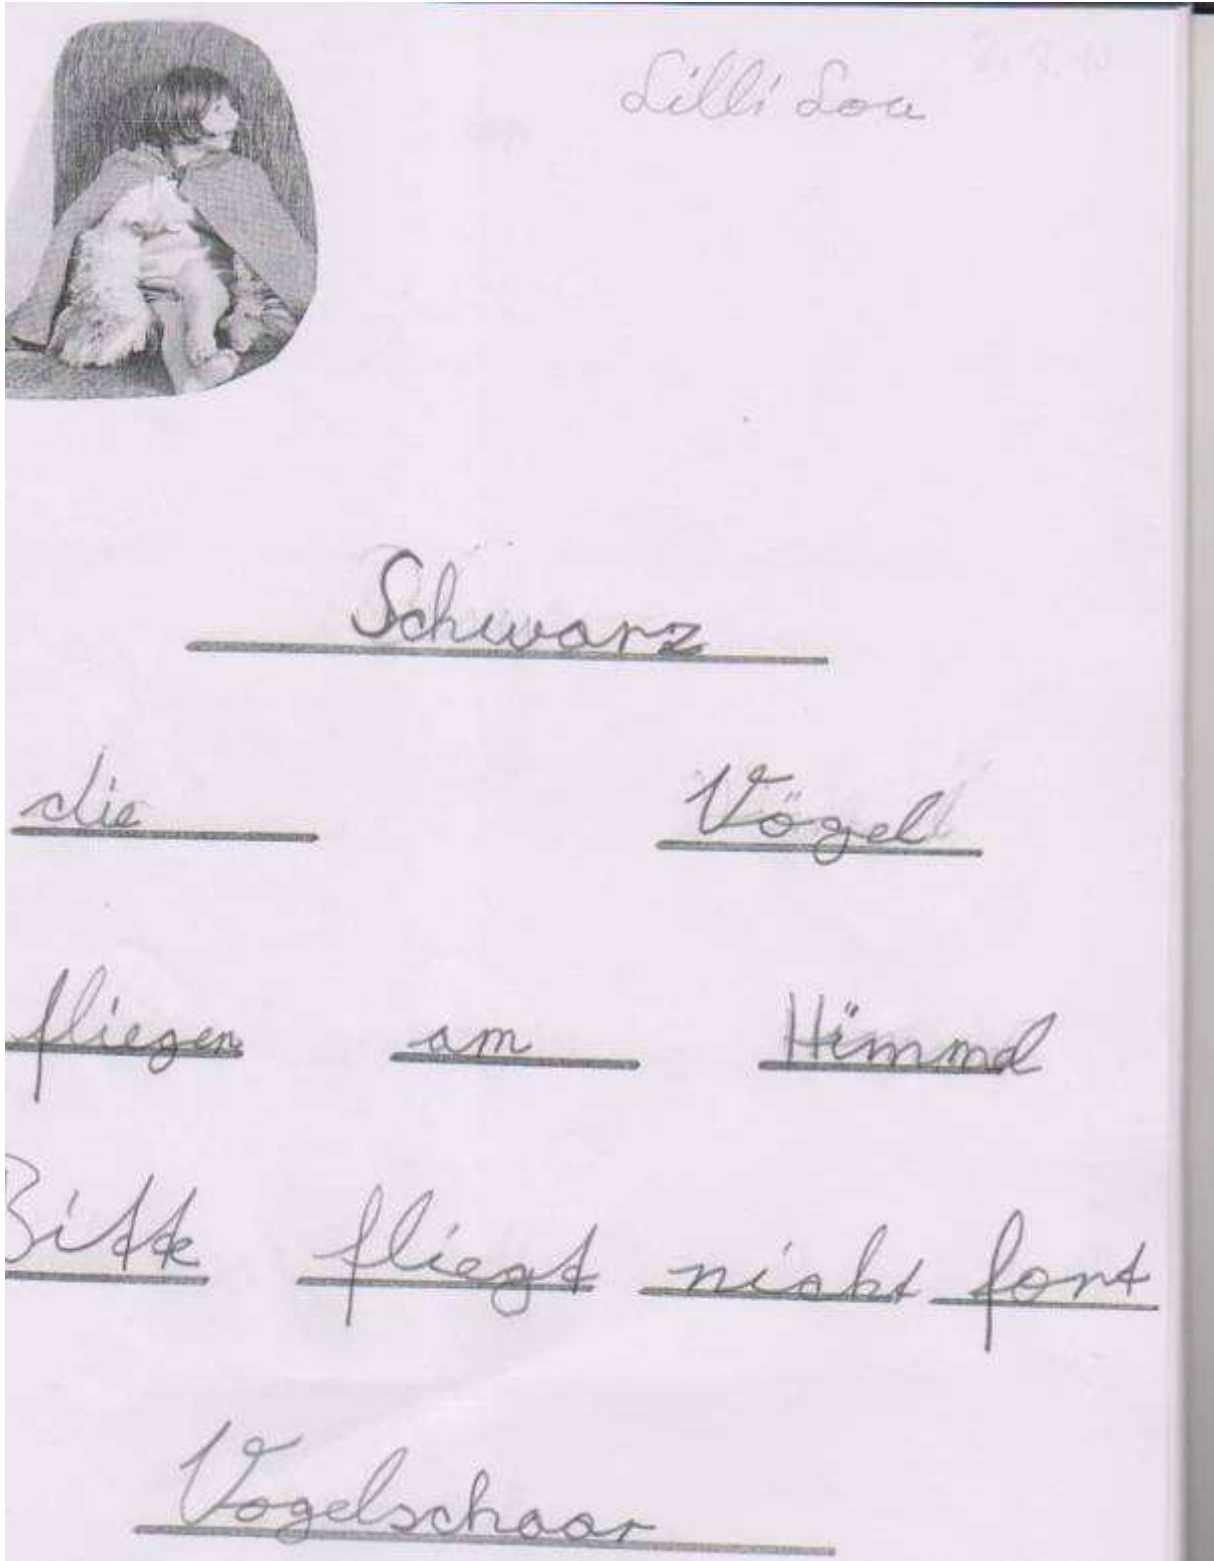 Lilli Lou
Schwarz
die Vögel
fliegen am Himmel
Bitte fliegt nicht fort
Vogelschaar